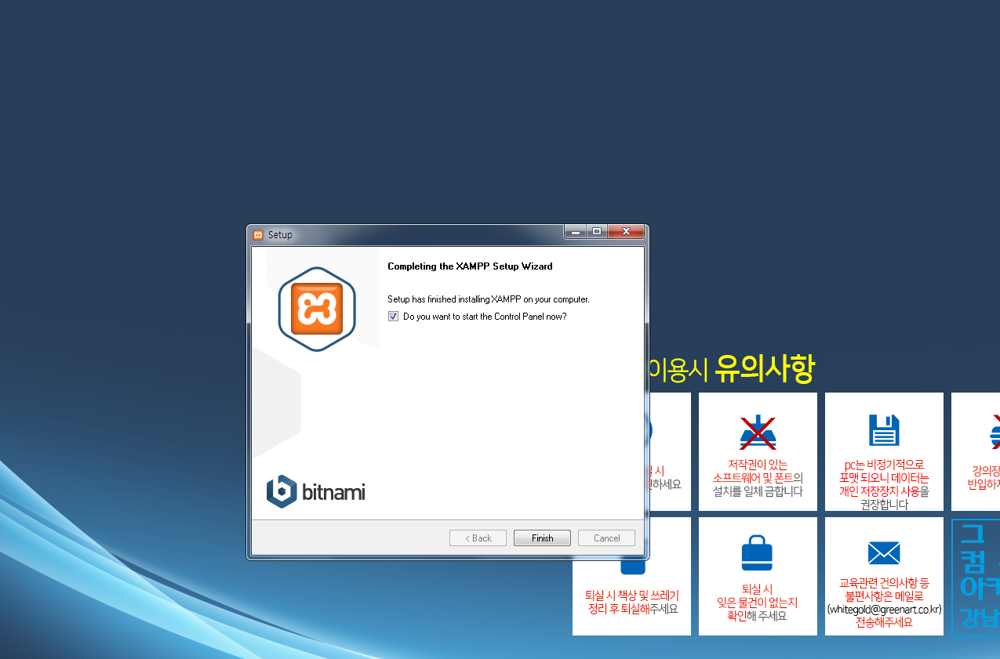 Setup
Completing the XAMPP Setup Wizard
Setup has finished installing XAMPP on your computer.
Do you want to start the Control Panel now?
bitnami
< Back
Finish
Cancel
이용시 유의사항
시
하세요
저작권이 있는
소프트웨어 및 폰트의
설치를 일체 금합니다
pc는 비정기적으로
포맷 되오니 데이터는
개인 저장장치 사용을
권장합니다
강의장
반입하지
퇴실 시 책상 및 쓰레기
정리 후 퇴실해주세요
퇴실 시
잊은 물건이 없는지
확인해 주세요
교육관련 건의사항 등
불편사항은 메일로
(whitegold@greenart.co.kr)
전송해주세요
그
컴
아카
강남